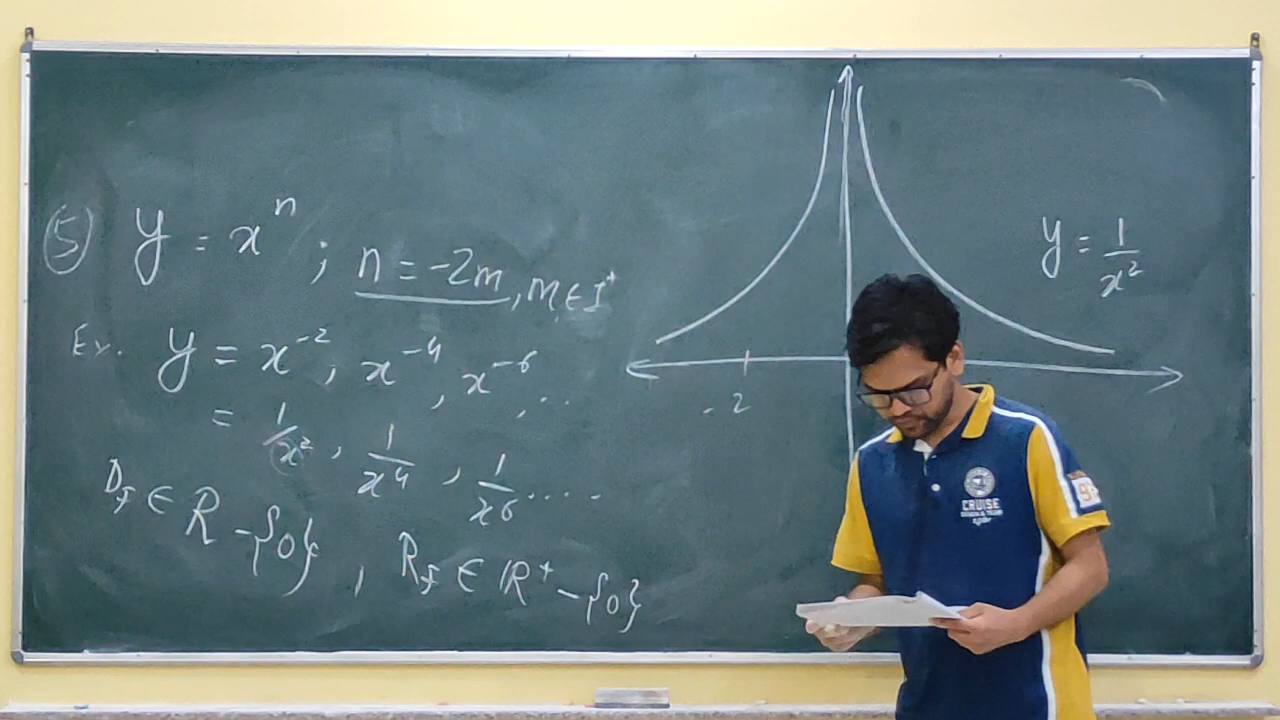 ⑤ y = xⁿ ; n = -2m, m ∈ I⁺
Ex. y = x⁻², x⁻⁴, x⁻⁶, ..
= 1/x², 1/x⁴, 1/x⁶ ....
D_f ∈ R - {0}, R_f ∈ R⁺ - {0}
y = 1/x²
-2
CRUISE